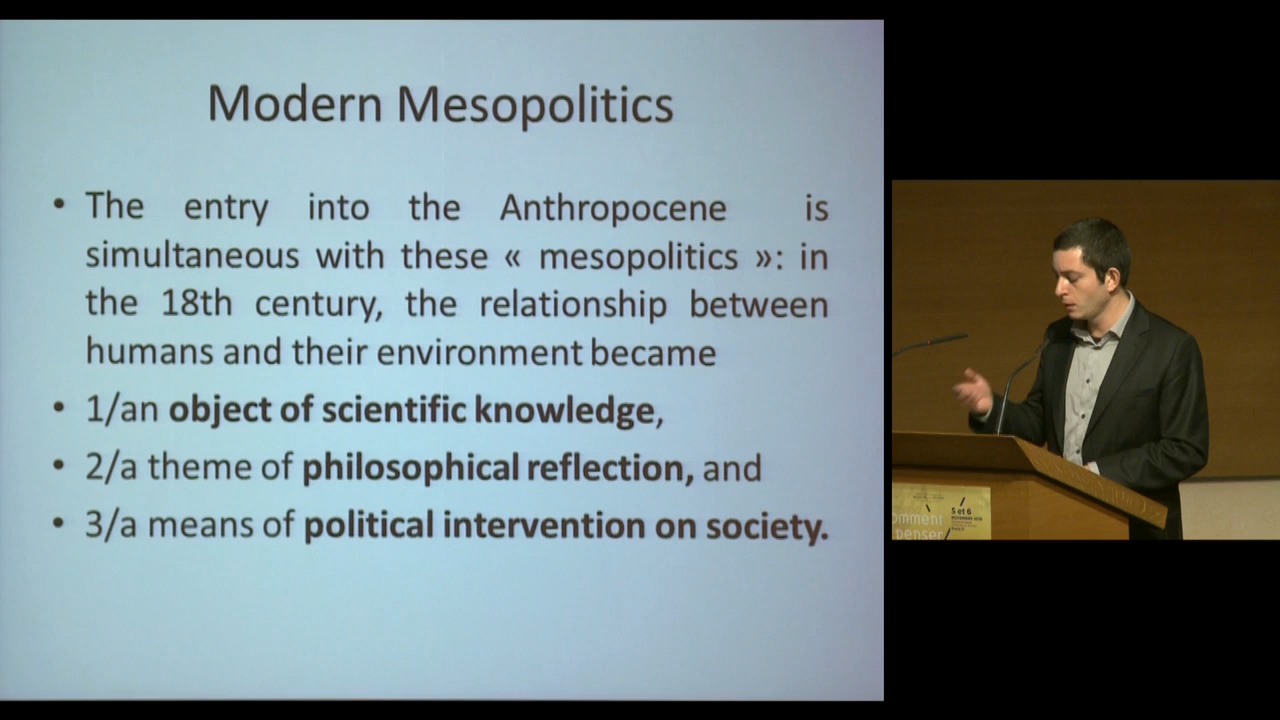 Modern Mesopolitics
• The entry into the Anthropocene is
simultaneous with these « mesopolitics »: in
the 18th century, the relationship between
humans and their environment became
• 1/an object of scientific knowledge,
• 2/a theme of philosophical reflection, and
• 3/a means of political intervention on society.
omment
penser
5 et 6